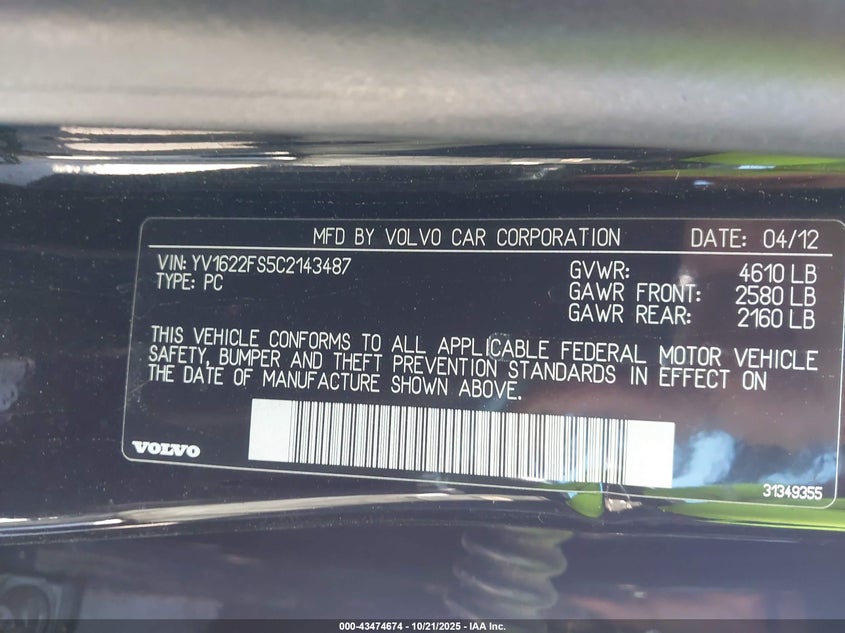 MFD BY VOLVO CAR CORPORATION DATE: 04/12
VIN: YV1622FS5C2143487 GVWR: 4610 LB
TYPE: PC GAWR FRONT: 2580 LB
GAWR REAR: 2160 LB
THIS VEHICLE CONFORMS TO ALL APPLICABLE FEDERAL MOTOR VEHICLE
SAFETY, BUMPER AND THEFT PREVENTION STANDARDS IN EFFECT ON
THE DATE OF MANUFACTURE SHOWN ABOVE.
VOLVO
31349355
000-43474674 - 10/21/2025 - IAA Inc.